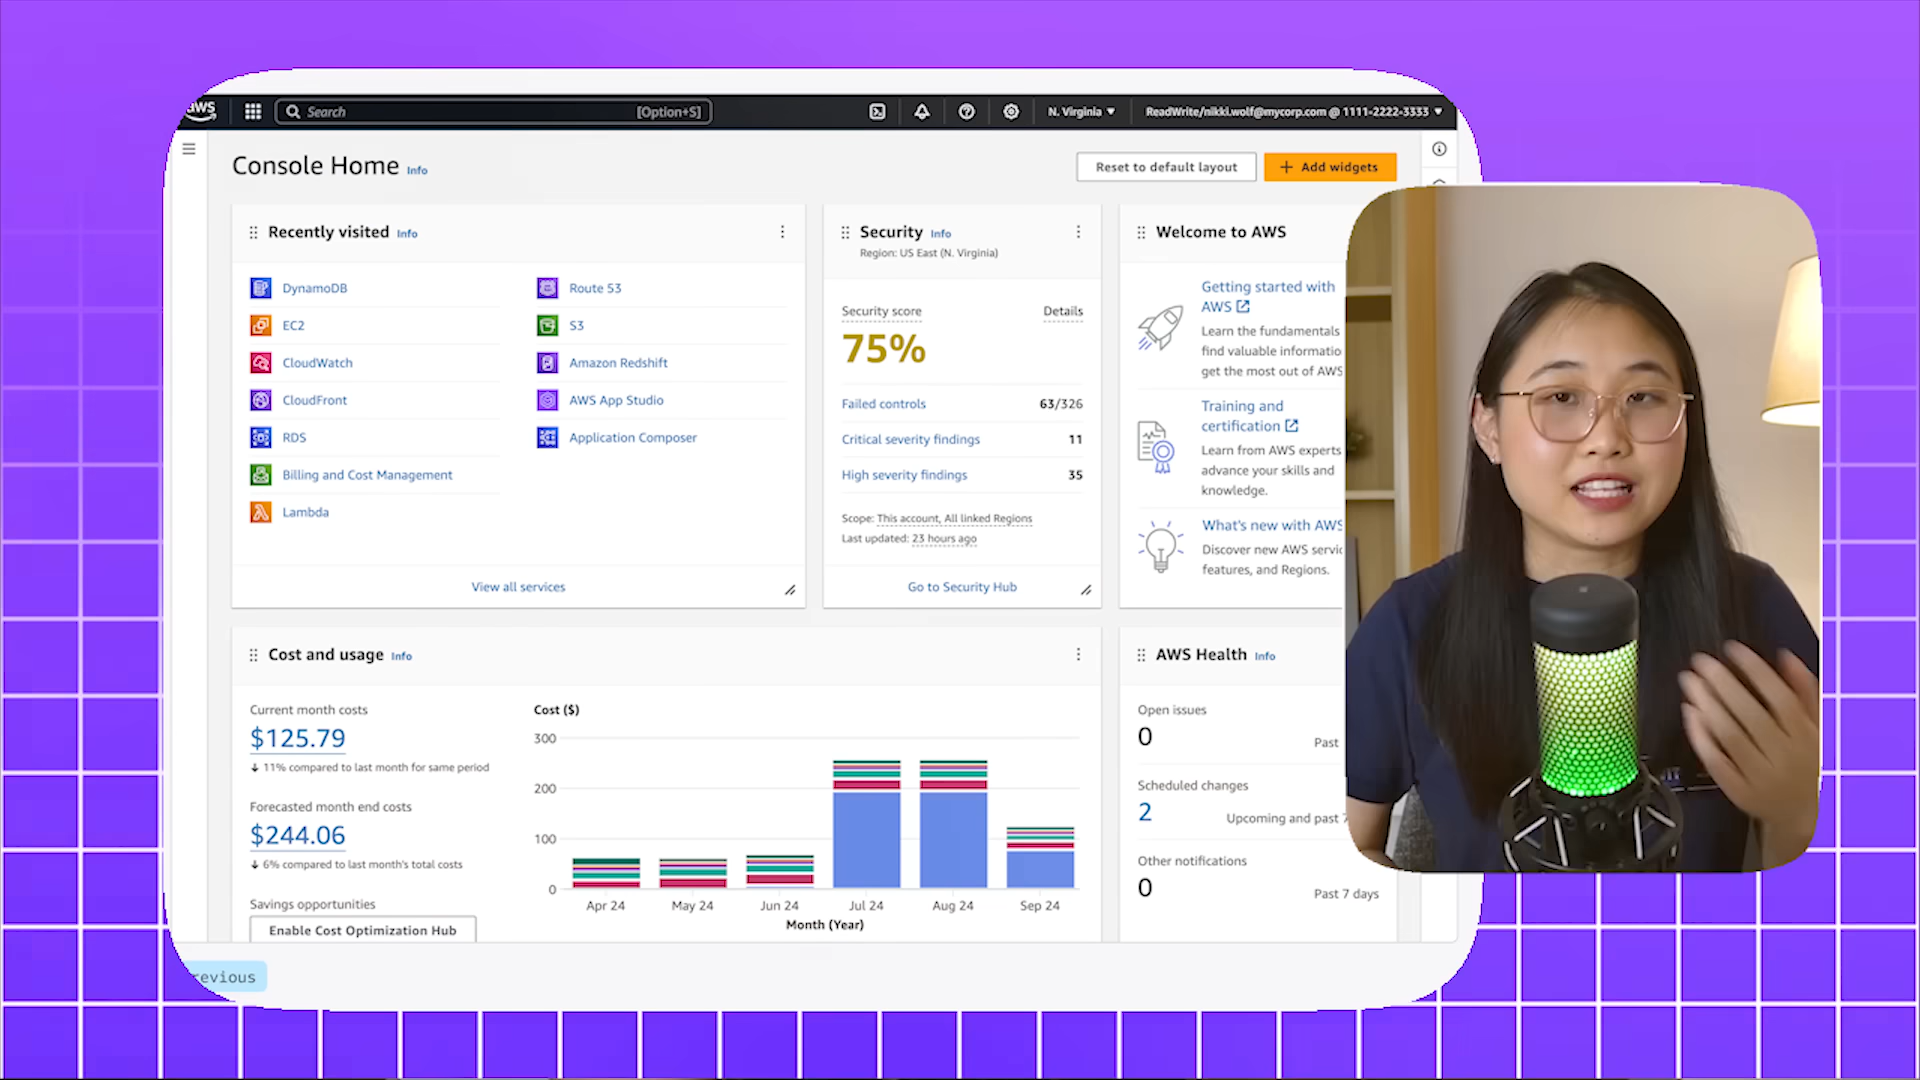 aws
Search [Option+S]
N. Virginia
ReadWrite/nikki.wolf@mycorp.com @ 1111-2222-3333
Console Home Info
Reset to default layout
Add widgets
Recently visited Info
DynamoDB
EC2
CloudWatch
CloudFront
RDS
Billing and Cost Management
Lambda
Route 53
S3
Amazon Redshift
AWS App Studio
Application Composer
View all services
Security Info
Region: US East (N. Virginia)
Security score Details
75%
Failed controls 63/326
Critical severity findings 11
High severity findings 35
Scope: This account, All linked Regions
Last updated: 23 hours ago
Go to Security Hub
Welcome to AWS
Getting started with
AWS
Learn the fundamentals
find valuable
get the most out of AWS
Training and
certification
Learn from AWS experts
advance your skills and
knowledge.
What's new with AWS
Discover new AWS
features, and Regions.
Cost and usage Info
Current month costs
$125.79
11% compared to last month for same period
Forecasted month end costs
$244.06
6% compared to last month's total costs
Savings opportunities
Enable Cost Optimization Hub
Cost ($)
300
200
100
0
Apr 24 May 24 Jun 24 Jul 24 Aug 24 Sep 24
Month (Year)
AWS Health Info
Open issues
0
Past
Scheduled changes
2
Upcoming and past 7
Other notifications
0
Past 7 days
revious